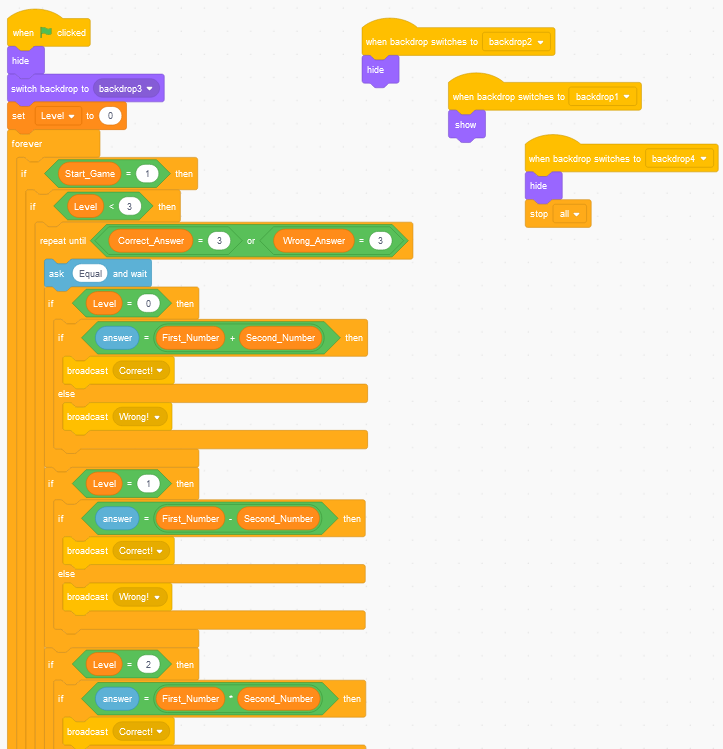 when clicked
hide
switch backdrop to backdrop3
set Level to 0
forever
if Start_Game = 1 then
if Level < 3 then
repeat until Correct_Answer = 3 or Wrong_Answer = 3
ask Equal and wait
if Level = 0 then
if answer = First_Number + Second_Number then
broadcast Correct!
else
broadcast Wrong!
if Level = 1 then
if answer = First_Number - Second_Number then
broadcast Correct!
else
broadcast Wrong!
if Level = 2 then
if answer = First_Number * Second_Number then
broadcast Correct!
when backdrop switches to backdrop2
hide
when backdrop switches to backdrop1
show
when backdrop switches to backdrop4
hide
stop all